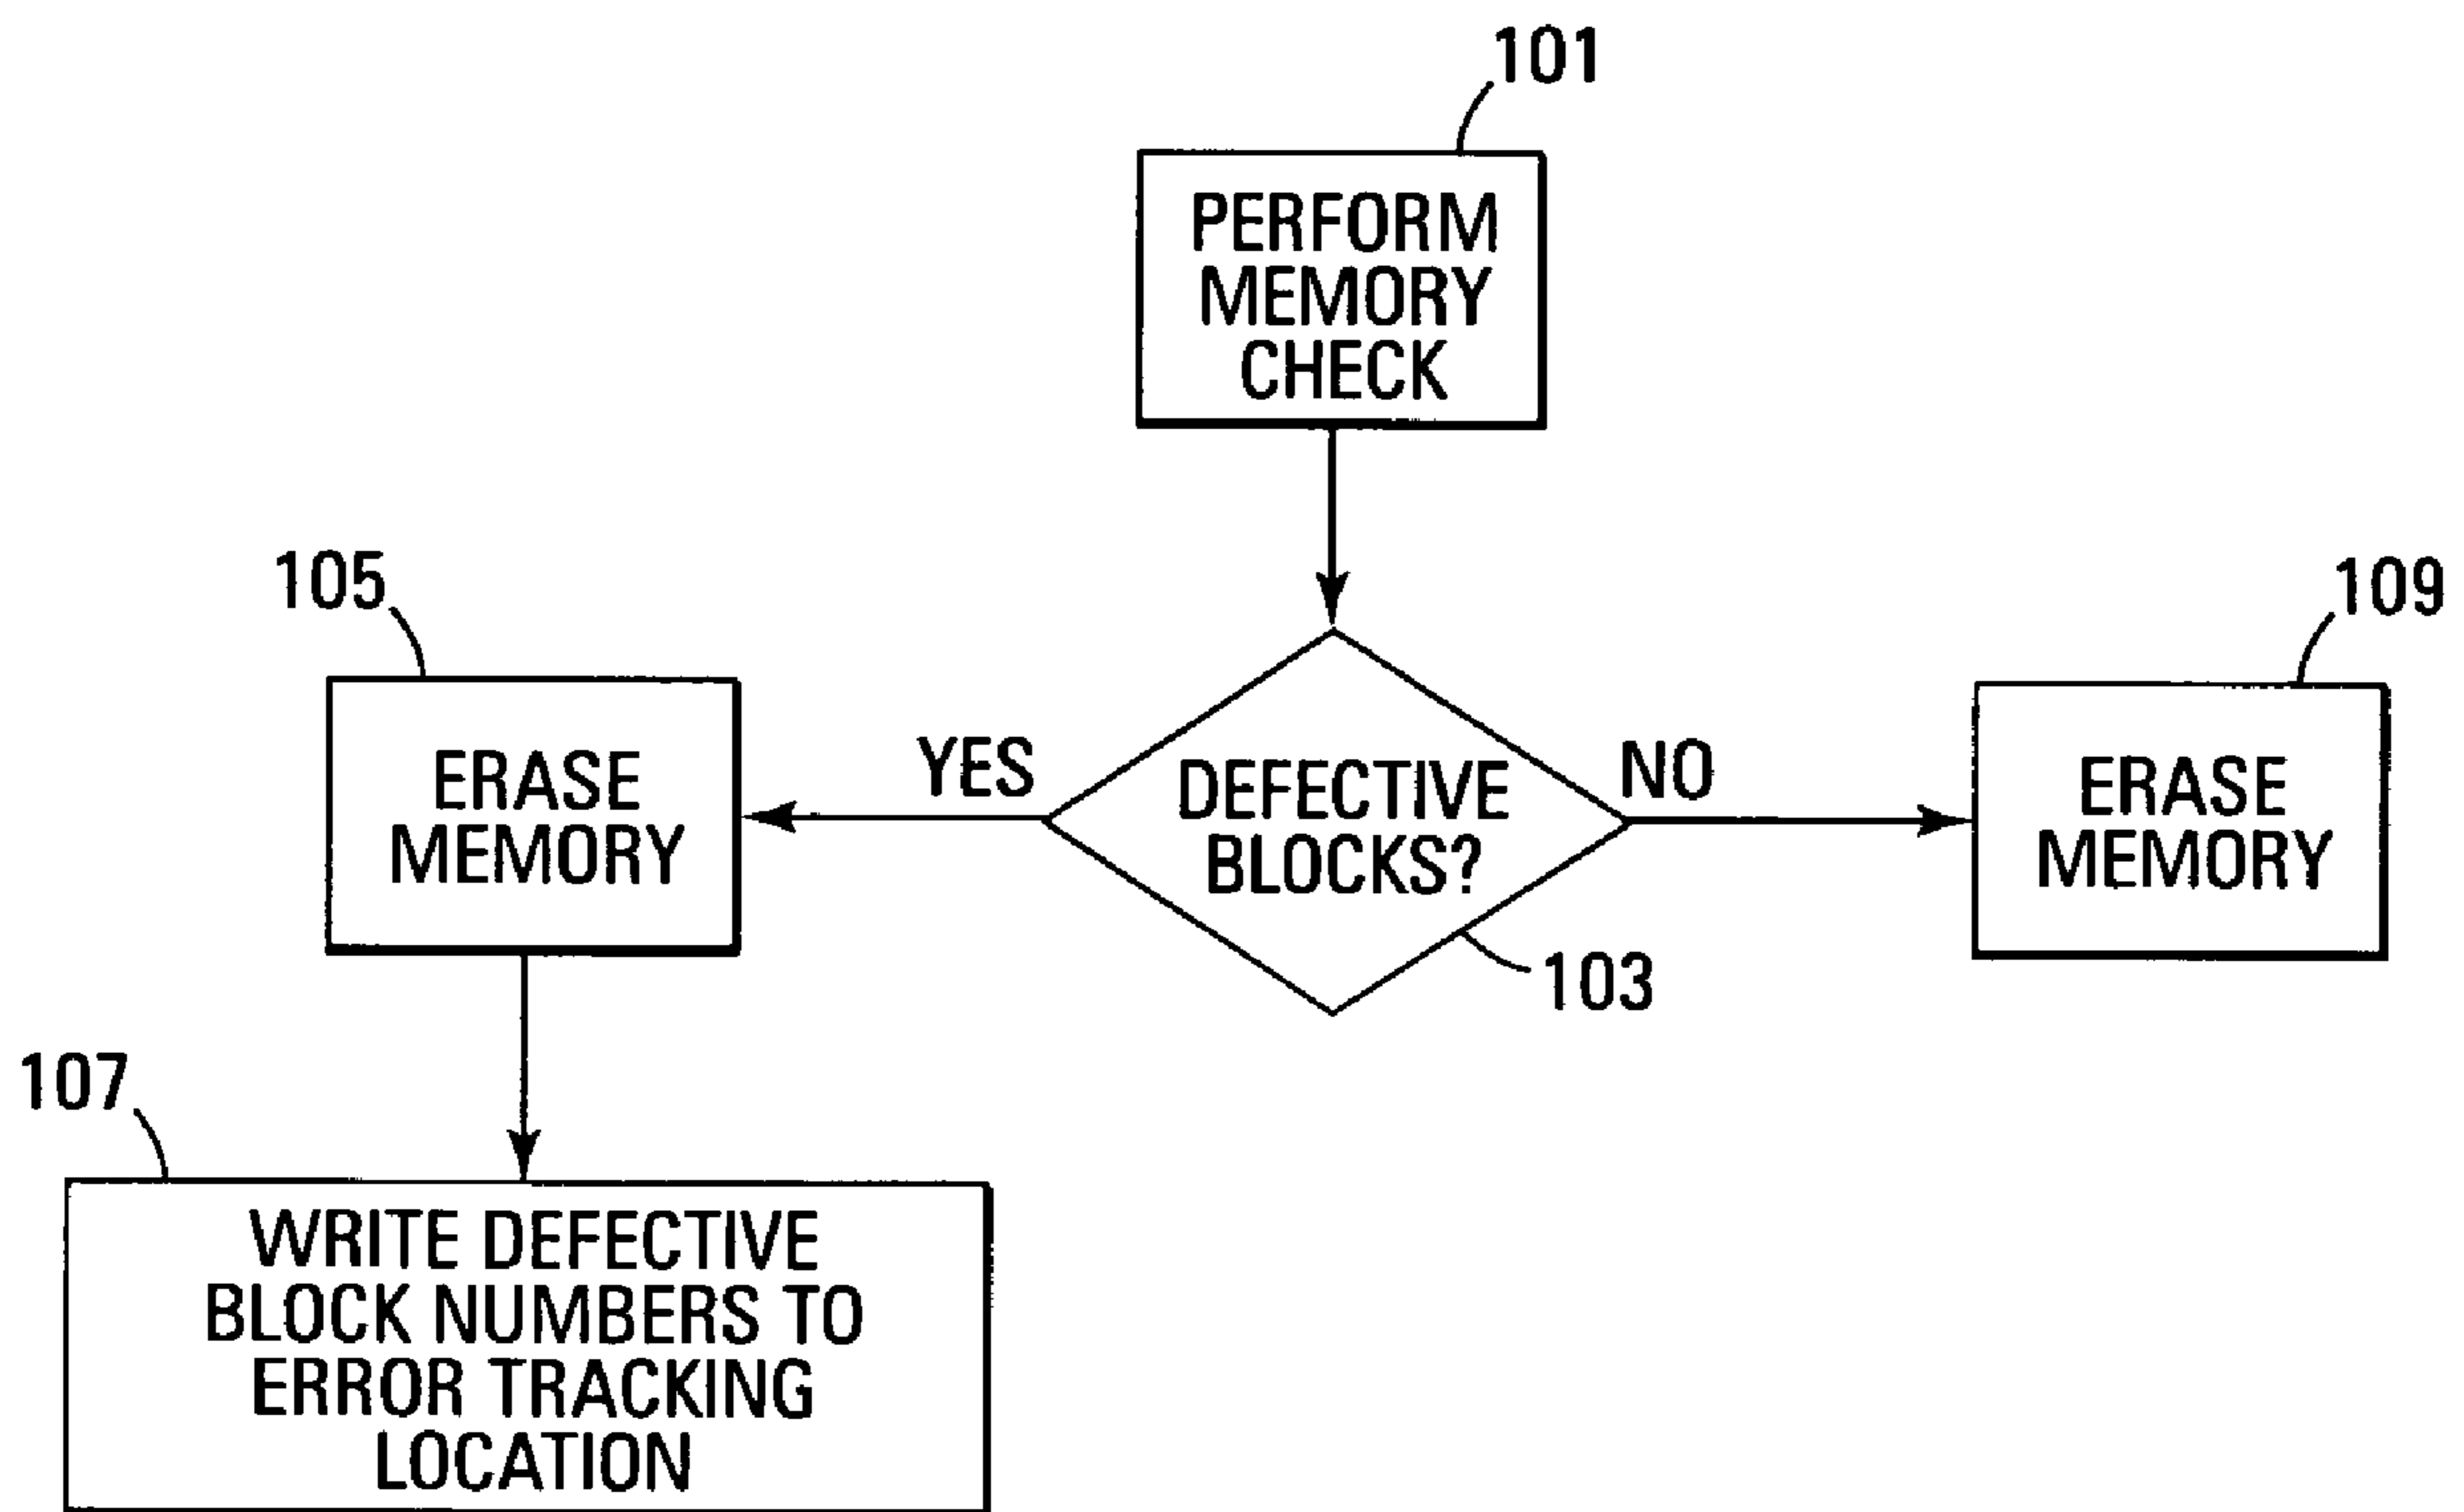 101
PERFORM
MEMORY
CHECK
105
109
ERASE
MEMORY
YES
DEFECTIVE
BLOCKS?
NO
ERASE
MEMORY
103
107
WRITE DEFECTIVE
BLOCK NUMBERS TO
ERROR TRACKING
LOCATION